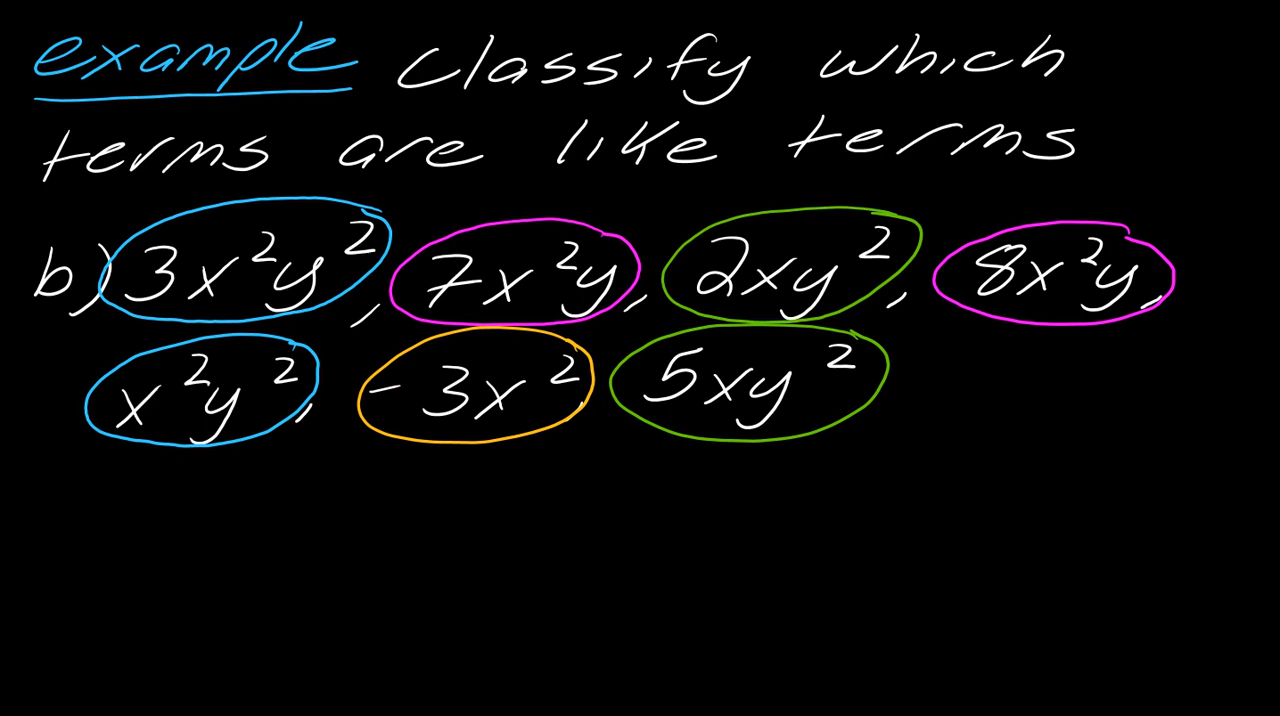 example Classify which
terms are like terms
b) 3x²y², 7x²y, 2xy², 8x²y,
x²y², -3x², 5xy²